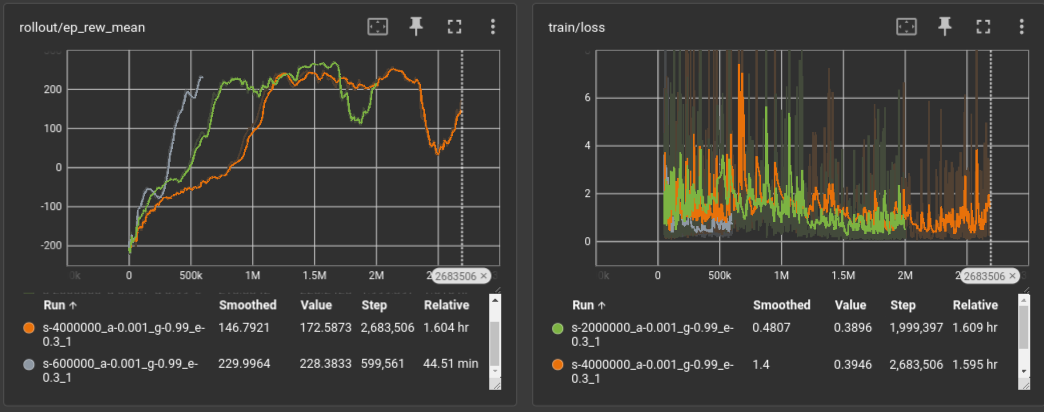 rollout/ep_rew_mean
200
100
0
-100
-200
0k
0
500k
1M
1.5M
2M
2683506 ×
Run ↑ Smoothed Value Step Relative
s-4000000_a-0.001_g-0.99_e-
0.3_1
146.7921 172.5873 2,683,506 1.604 hr
s-600000_a-0.001_g-0.99_e-
0.3_1
229.9964 228.3833 599,561 44.51 min
train/loss
6
4
2
0
0k
0
500k
1M
1.5M
2M
2683506 ×
Run ↑ Smoothed Value Step Relative
s-2000000_a-0.001_g-0.99_e-
0.3_1
0.4807 0.3896 1,999,397 1.609 hr
s-4000000_a-0.001_g-0.99_e-
0.3_1
1.4 0.3946 2,683,506 1.595 hr